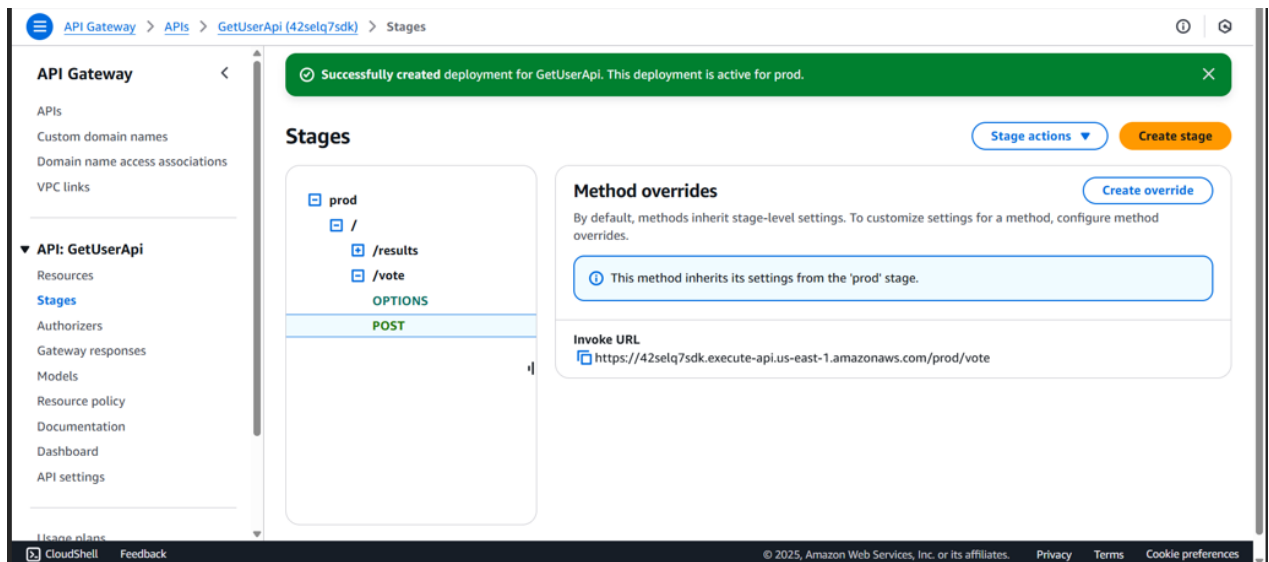 API Gateway > APIs > GetUserApi (42selq7sdk) > Stages
API Gateway
APIs
Custom domain names
Domain name access associations
VPC links
API: GetUserApi
Resources
Stages
Authorizers
Gateway responses
Models
Resource policy
Documentation
Dashboard
API settings
Usage plans
Successfully created deployment for GetUserApi. This deployment is active for prod.
Stages
Stage actions
Create stage
prod
/
/results
/vote
OPTIONS
POST
Method overrides
Create override
By default, methods inherit stage-level settings. To customize settings for a method, configure method
overrides.
This method inherits its settings from the 'prod' stage.
Invoke URL
https://42selq7sdk.execute-api.us-east-1.amazonaws.com/prod/vote
CloudShell Feedback
© 2025, Amazon Web Services, Inc. or its affiliates. Privacy Terms Cookie preferences